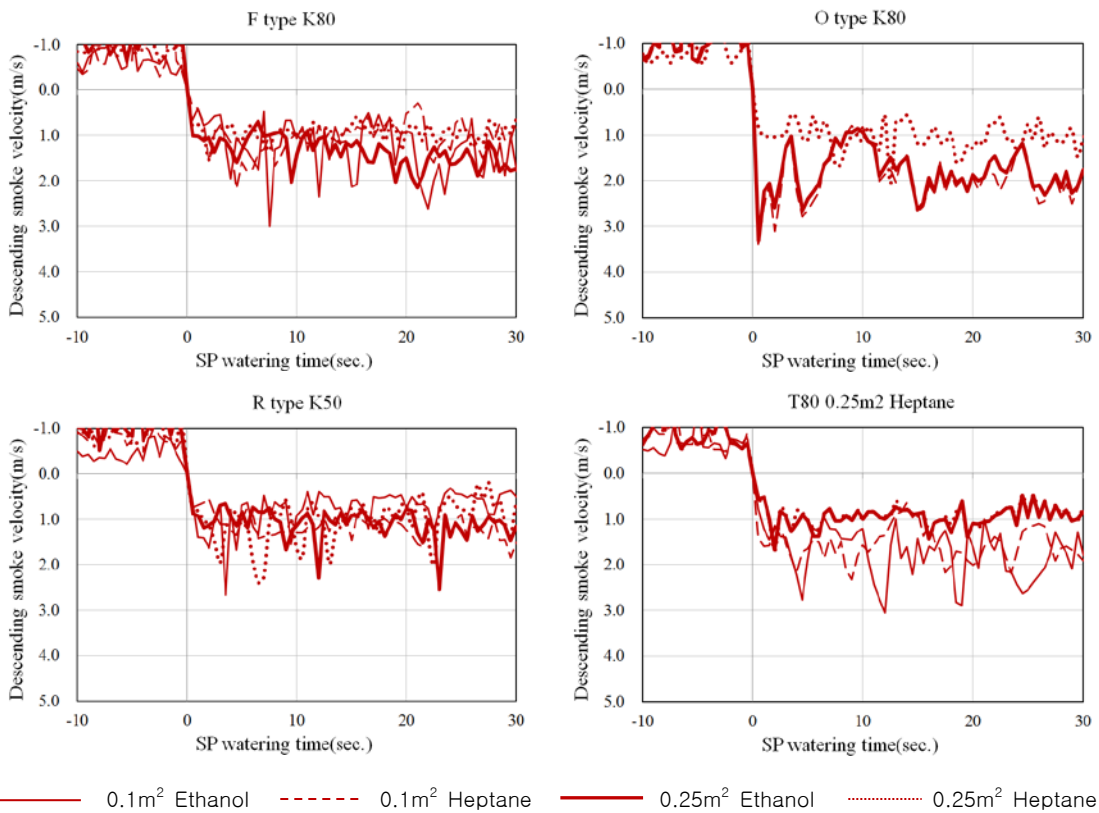 F type K80
-1.0
0.0
1.0
2.0
3.0
4.0
5.0
Descending smoke velocity(m/s)
-10 0 10 20 30
SP watering time(sec.)
O type K80
-1.0
0.0
1.0
2.0
3.0
4.0
5.0
Descending smoke velocity(m/s)
-10 0 10 20 30
SP watering time(sec.)
R type K50
-1.0
0.0
1.0
2.0
3.0
4.0
5.0
Descending smoke velocity(m/s)
-10 0 10 20 30
SP watering time(sec.)
T80 0.25m2 Heptane
-1.0
0.0
1.0
2.0
3.0
4.0
5.0
Descending smoke velocity(m/s)
-10 0 10 20 30
SP watering time(sec.)
0.1m² Ethanol 0.1m² Heptane 0.25m² Ethanol 0.25m² Heptane